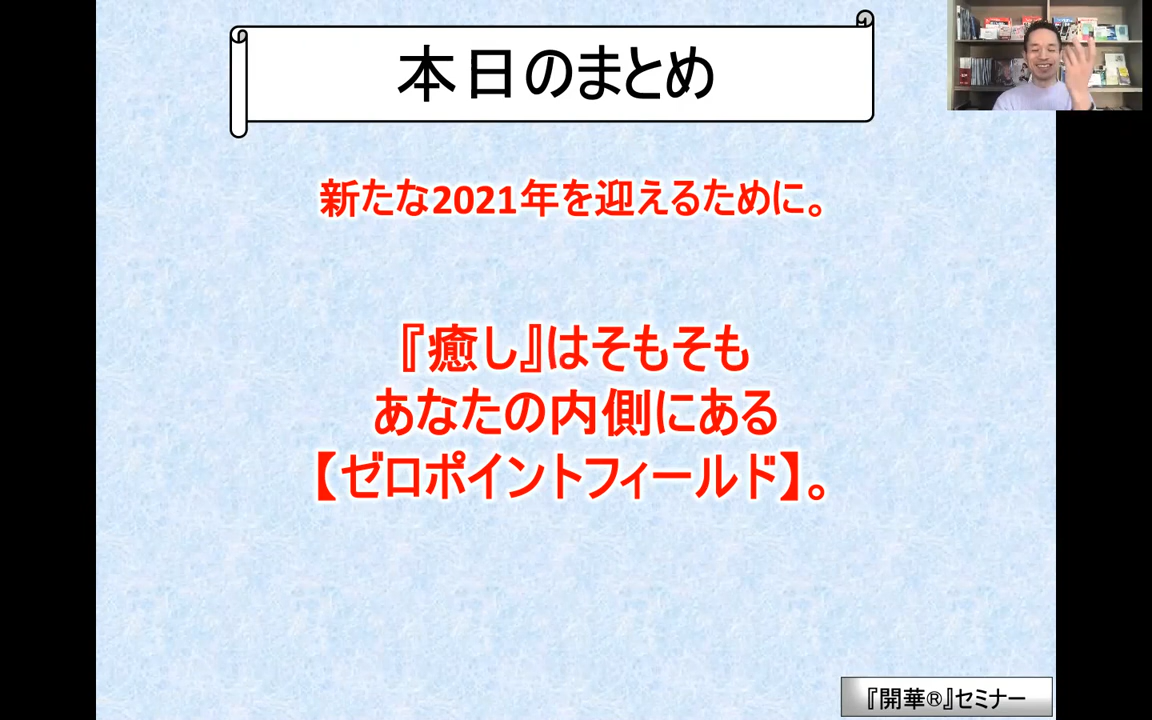 本日のまとめ
新たな2021年を迎えるために。
『癒し』はそもそも
あなたの内側にある
【ゼロポイントフィールド】。
『開華®』セミナー